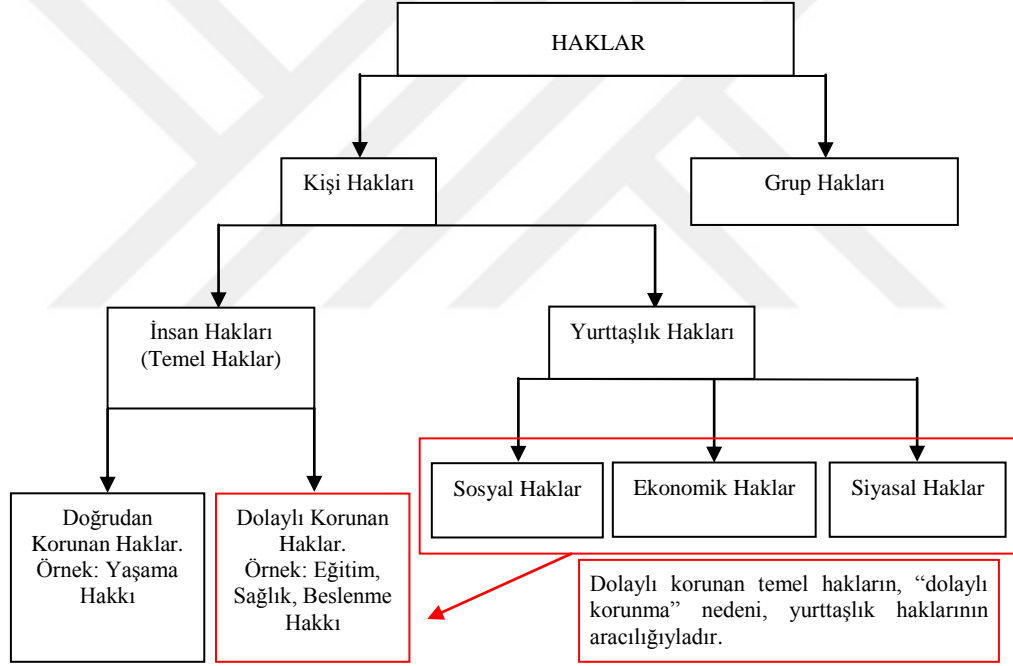 HAKLAR
Kişi Hakları
Grup Hakları
İnsan Hakları
(Temel Haklar)
Yurttaşlık Hakları
Sosyal Haklar
Ekonomik Haklar
Siyasal Haklar
Doğrudan
Korunan Haklar.
Örnek: Yaşama
Hakkı
Dolaylı Korunan
Haklar.
Örnek: Eğitim,
Sağlık, Beslenme
Hakkı
Dolaylı korunan temel hakların, “dolaylı
korunma” nedeni, yurttaşlık haklarının
aracılığıyladır.